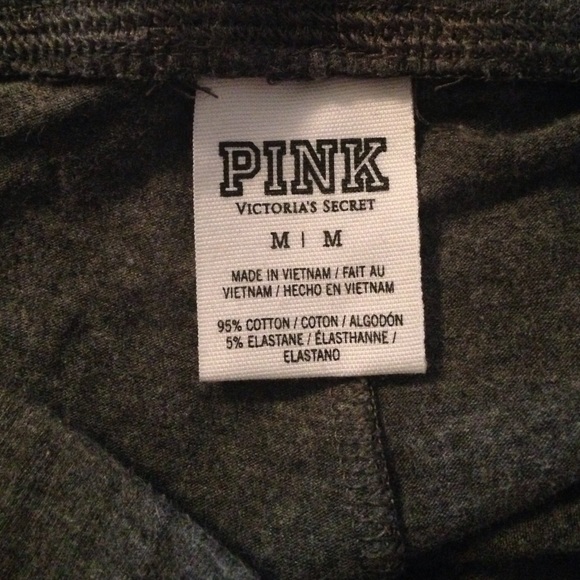 PINK
VICTORIA'S SECRET
M | M
MADE IN VIETNAM / FAIT AU
VIETNAM / HECHO EN VIETNAM
95% COTTON / COTON / ALGODÓN
5% ELASTANE / ÉLASTHANNE /
ELASTANO